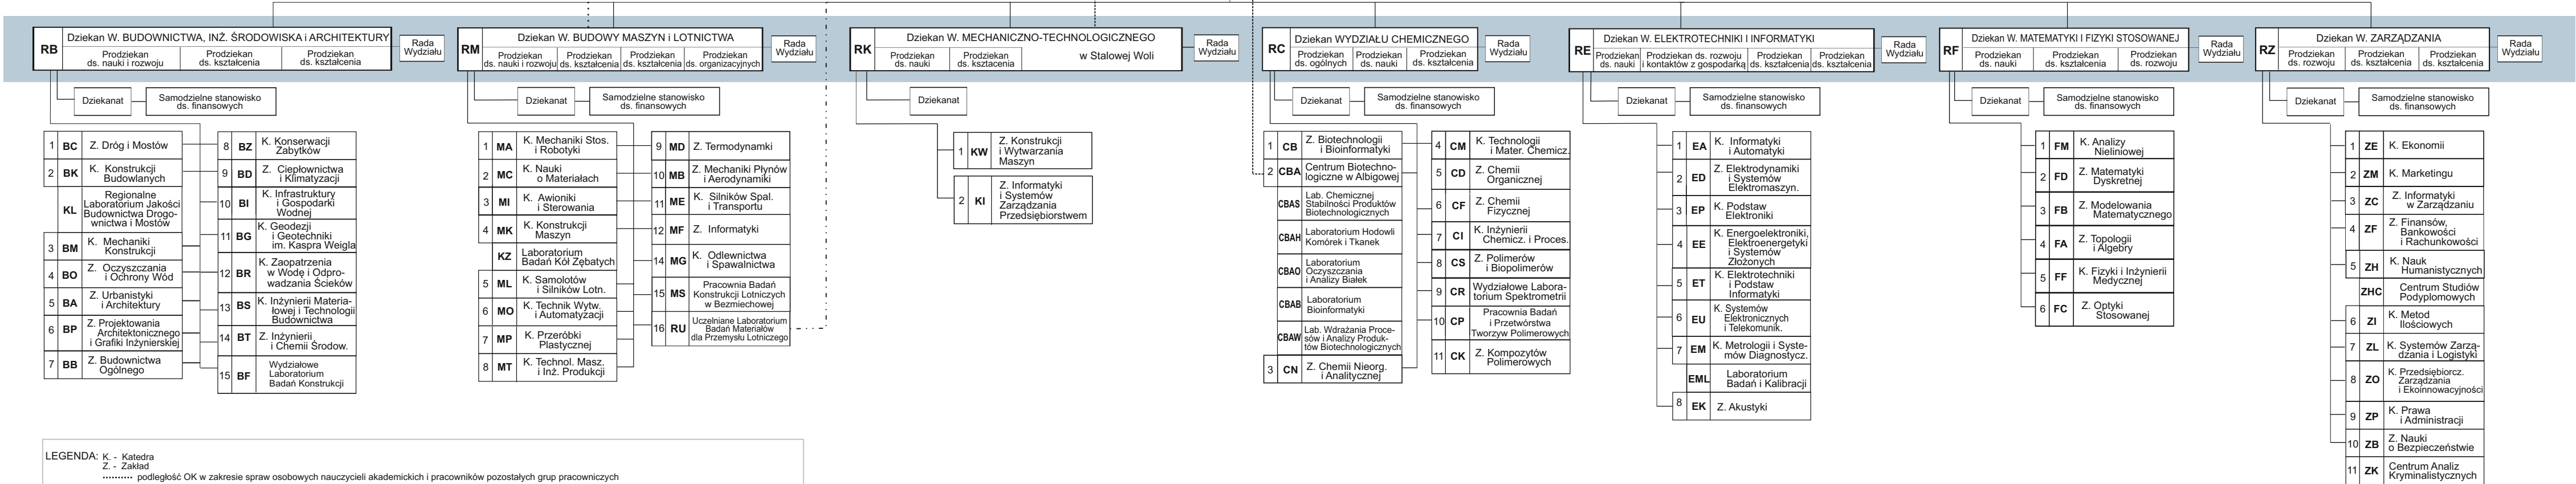 RB
Dziekan W. BUDOWNICTWA, INŻ. ŚRODOWISKA i ARCHITEKTURY
Prodziekan
ds. nauki i rozwoju
Prodziekan
ds. kształcenia
Prodziekan
ds. kształcenia
Rada
Wydziału
Dziekanat
Samodzielne stanowisko
ds. finansowych
1 BC Z. Dróg i Mostów
2 BK K. Konstrukcji
Budowlanych
KL Regionalne
Laboratorium Jakości
Budownictwa Drogo-
wnictwa i Mostów
3 BM K. Mechaniki
Konstrukcji
4 BO Z. Oczyszczania
i Ochrony Wód
5 BA Z. Urbanistyki
i Architektury
6 BP Z. Projektowania
Architektonicznego
i Grafiki Inżynierskiej
7 BB Z. Budownictwa
Ogólnego
8 BZ K. Konserwacji
Zabytków
9 BD Z. Ciepłownictwa
i Klimatyzacji
10 BI K. Infrastruktury
i Gospodarki
Wodnej
11 BG K. Geodezji
i Geotechniki
im. Kaspra Weigla
12 BR K. Zaopatrzenia
w Wodę i Odpro-
wadzania Ścieków
13 BS K. Inżynierii Materia-
łowej i Technologii
Budownictwa
14 BT Z. Inżynierii
i Chemii Środow.
15 BF Wydziałowe
Laboratorium
Badań Konstrukcji
RM
Dziekan W. BUDOWY MASZYN i LOTNICTWA
Prodziekan
ds. nauki i rozwoju
Prodziekan
ds. kształcenia
Prodziekan
ds. kształcenia
Prodziekan
ds. organizacyjnych
Rada
Wydziału
Dziekanat
Samodzielne stanowisko
ds. finansowych
1 MA K. Mechaniki Stos.
i Robotyki
2 MC K. Nauki
o Materiałach
3 MI K. Awioniki
i Sterowania
4 MK K. Konstrukcji
Maszyn
KZ Laboratorium
Badań Kół Zębatych
5 ML K. Samolotów
i Silników Lotn.
6 MO K. Technik Wytw.
i Automatyzacji
7 MP K. Przeróbki
Plastycznej
8 MT K. Technol. Masz.
i Inż. Produkcji
9 MD Z. Termodynamki
10 MB Z. Mechaniki Płynów
i Aerodynamiki
11 ME K. Silników Spal.
i Transportu
12 MF Z. Informatyki
14 MG K. Odlewnictwa
i Spawalnictwa
15 MS Pracownia Badań
Konstrukcji Lotniczych
w Bezmiechowej
16 RU Uczelniane Laboratorium
Badań Materiałów
dla Przemysłu Lotniczego
RK
Dziekan W. MECHANICZNO-TECHNOLOGICZNEGO
Prodziekan
ds. nauki
Prodziekan
ds. kształcenia
w Stalowej Woli
Rada
Wydziału
Dziekanat
1 KW Z. Konstrukcji
i Wytwarzania
Maszyn
2 KI Z. Informatyki
i Systemów
Zarządzania
Przedsiębiorstwem
RC
Dziekan WYDZIAŁU CHEMICZNEGO
Prodziekan
ds. ogólnych
Prodziekan
ds. nauki
Prodziekan
ds. kształcenia
Rada
Wydziału
Dziekanat
Samodzielne stanowisko
ds. finansowych
1 CB Z. Biotechnologii
i Bioinformatyki
2 CBA Centrum Biotechno-
logiczne w Albigowej
CBAS Lab. Chemicznej
Stabilności Produktów
Biotechnologicznych
CBAH Laboratorium Hodowli
Komórek i Tkanek
CBAO Laboratorium
Oczyszczania
i Analizy Białek
CBAB Laboratorium
Bioinformatyki
CBAW Lab. Wdrażania Proce-
sów i Analizy Produk-
tów Biotechnologicznych
3 CN Z. Chemii Nieorg.
i Analitycznej
4 CM K. Technologii
i Mater. Chemicz.
5 CD Z. Chemii
Organicznej
6 CF Z. Chemii
Fizycznej
7 CI K. Inżynierii
Chemicz. i Proces.
8 CS Z. Polimerów
i Biopolimerów
9 CR Wydziałowe Labora-
torium Spektrometrii
10 CP Pracownia Badań
i Przetwórstwa
Tworzyw Polimerowych
11 CK Z. Kompozytów
Polimerowych
RE
Dziekan W. ELEKTROTECHNIKI I INFORMATYKI
Prodziekan
ds. nauki
Prodziekan ds. rozwoju
i kontaktów z gospodarką
Prodziekan
ds. kształcenia
Prodziekan
ds. kształcenia
Rada
Wydziału
Dziekanat
Samodzielne stanowisko
ds. finansowych
1 EA K. Informatyki
i Automatyki
2 ED Z. Elektrodynamiki
i Systemów
Elektromaszyn.
3 EP K. Podstaw
Elektroniki
4 EE K. Energoelektroniki,
Elektroenergetyki
i Systemów
Złożonych
5 ET K. Elektrotechniki
i Podstaw
Informatyki
6 EU K. Systemów
Elektronicznych
i Telekomunik.
7 EM K. Metrologii i Syste-
mów Diagnostycz.
EML Laboratorium
Badań i Kalibracji
8 EK Z. Akustyki
RF
Dziekan W. MATEMATYKI I FIZYKI STOSOWANEJ
Prodziekan
ds. nauki
Prodziekan
ds. kształcenia
Prodziekan
ds. rozwoju
Rada
Wydziału
Dziekanat
Samodzielne stanowisko
ds. finansowych
1 FM K. Analizy
Nieliniowej
2 FD Z. Matematyki
Dyskretnej
3 FB Z. Modelowania
Matematycznego
4 FA Z. Topologii
i Algebry
5 FF K. Fizyki i Inżynierii
Medycznej
6 FC Z. Optyki
Stosowanej
RZ
Dziekan W. ZARZĄDZANIA
Prodziekan
ds. rozwoju
Prodziekan
ds. kształcenia
Prodziekan
ds. kształcenia
Rada
Wydziału
Dziekanat
Samodzielne stanowisko
ds. finansowych
1 ZE K. Ekonomii
2 ZM K. Marketingu
3 ZC Z. Informatyki
w Zarządzaniu
4 ZF Z. Finansów,
Bankowości
i Rachunkowości
5 ZH K. Nauk
Humanistycznych
ZHC Centrum Studiów
Podyplomowych
6 ZI K. Metod
Ilościowych
7 ZL K. Systemów Zarzą-
dzania i Logistyki
8 ZO K. Przedsiębiorcz.
Zarządzania
i Ekoinnowacyjności
9 ZP K. Prawa
i Administracji
10 ZB Z. Nauki
o Bezpieczeństwie
11 ZK Centrum Analiz
Kryminalistycznych
LEGENDA: K. - Katedra
Z. - Zakład
.......... podległość OK w zakresie spraw osobowych nauczycieli akademickich i pracowników pozostałych grup pracowniczych